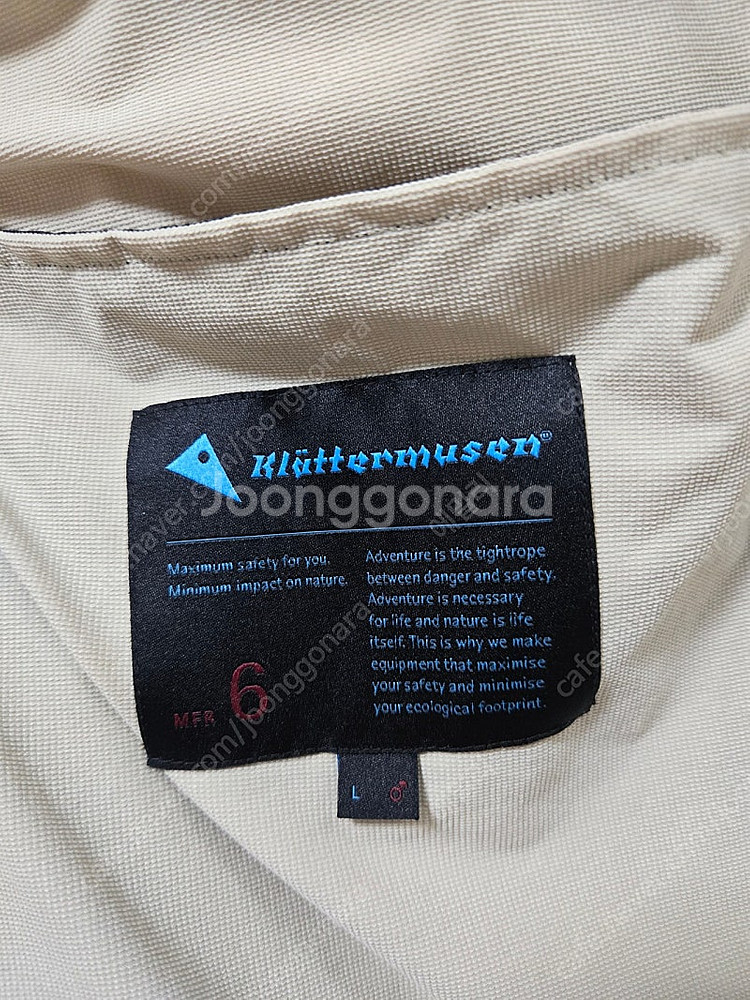 Klättermusen
Joonggonara
Maximum safety for you.
Minimum impact on nature.
Adventure is the tightrope
between danger and safety.
Adventure is necessary
for life and nature is life
itself. This is why we make
equipment that maximise
your safety and minimise
your ecological footprint.
MFR 6
L ♂